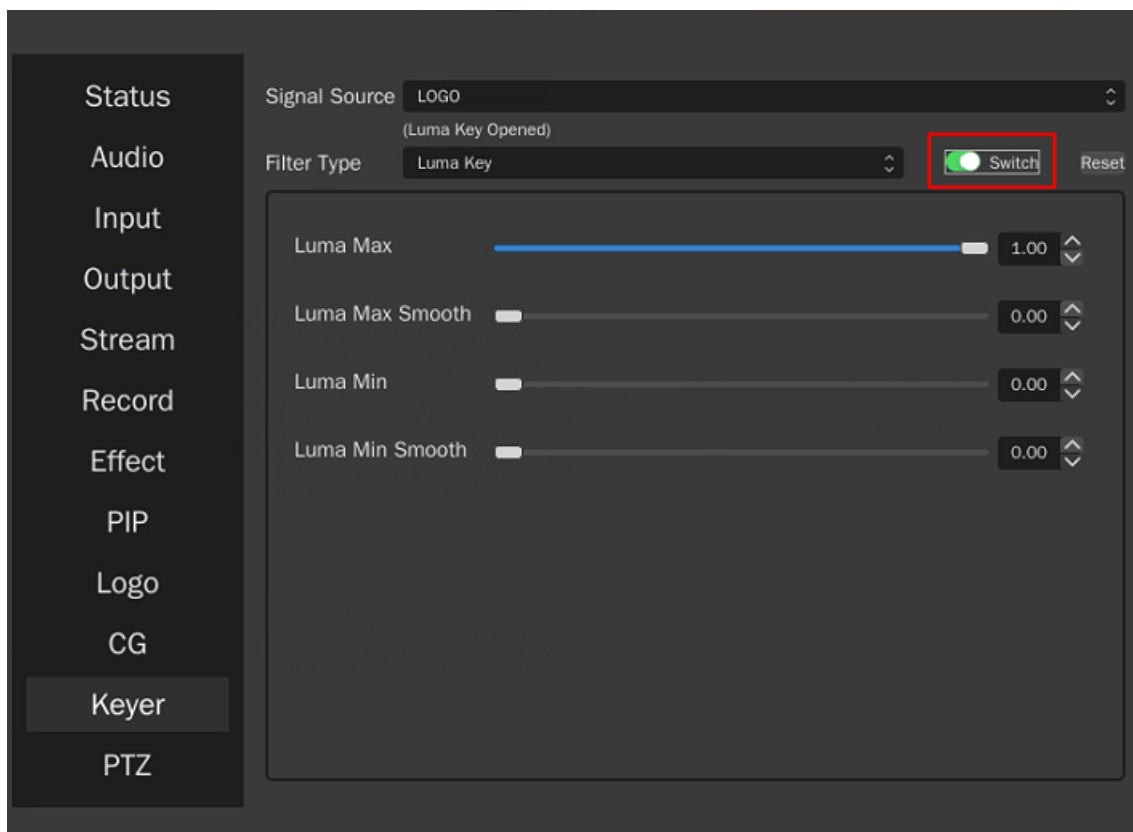 Status
Audio
Input
Output
Stream
Record
Effect
PIP
Logo
CG
Keyer
PTZ
Signal Source LOGO
(Luma Key Opened)
Filter Type Luma Key Switch Reset
Luma Max 1.00
Luma Max Smooth 0.00
Luma Min 0.00
Luma Min Smooth 0.00